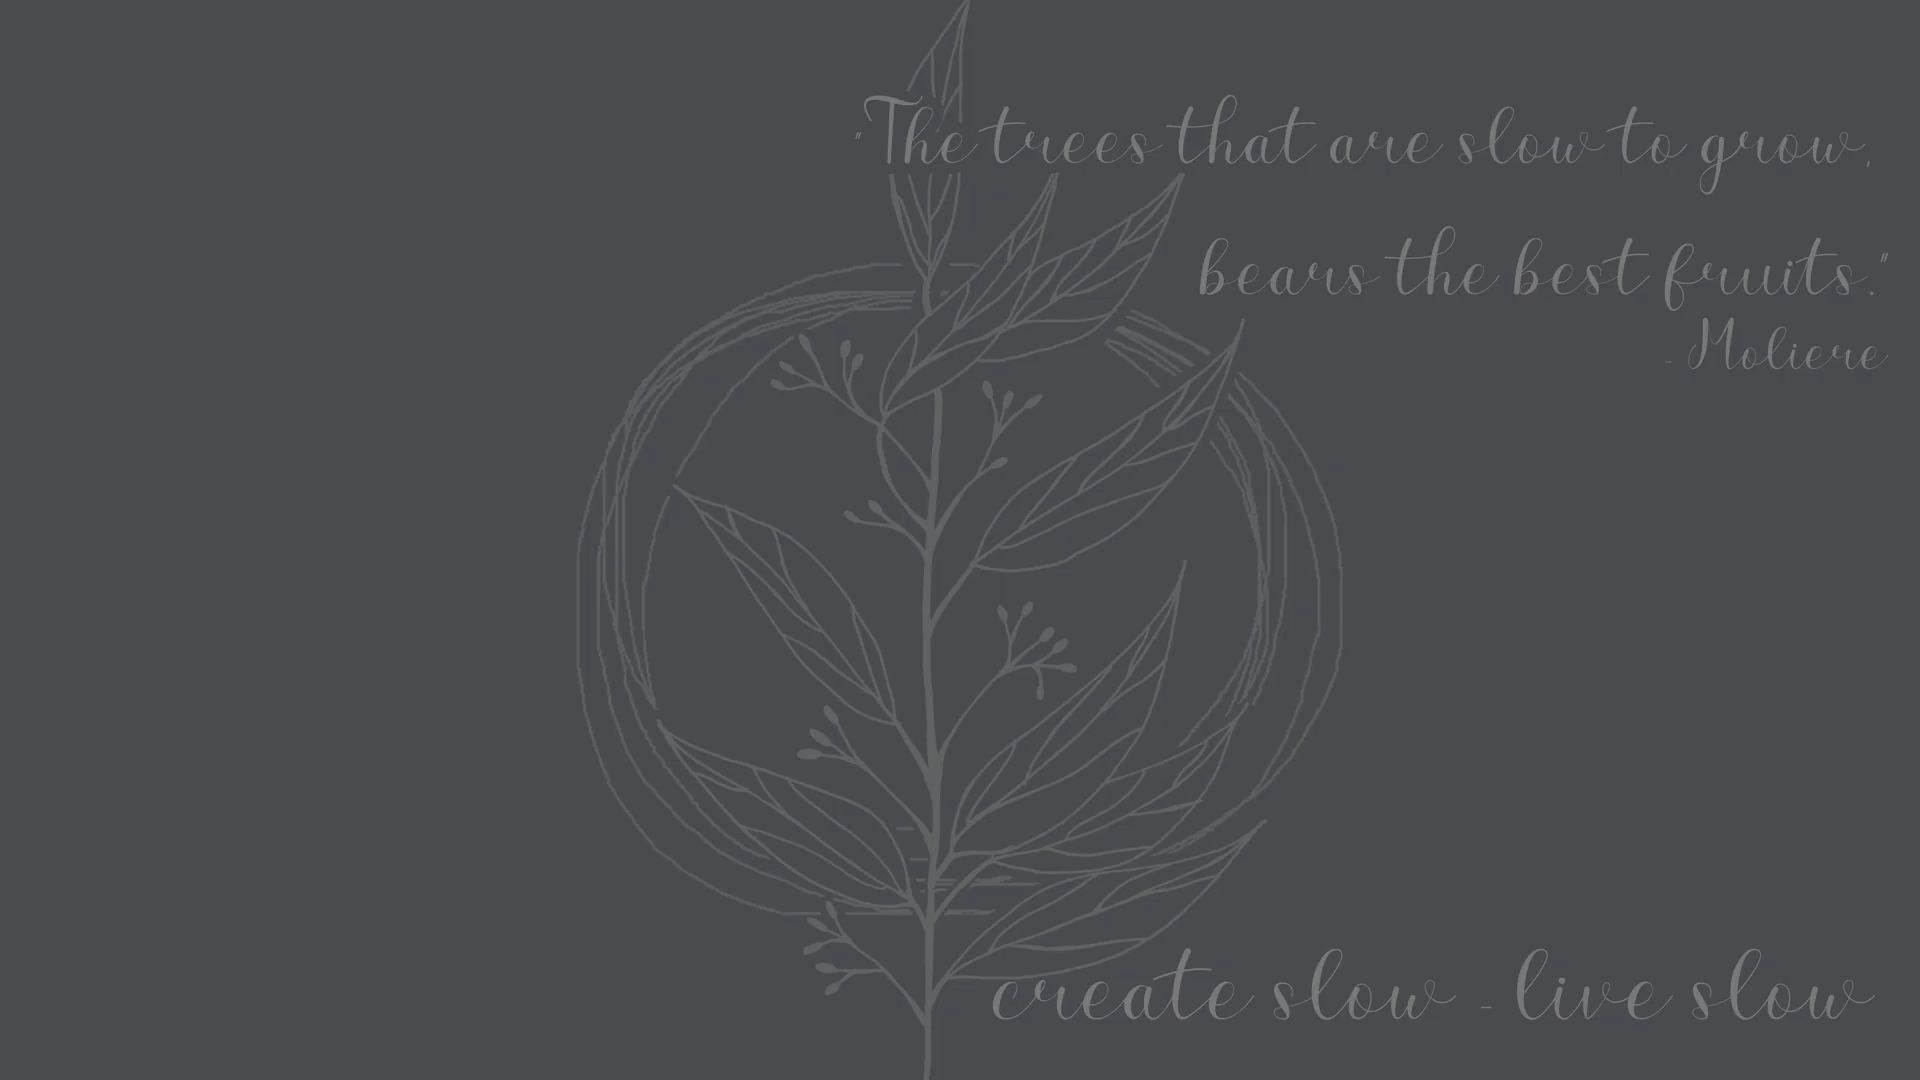 "The trees that are slow to grow,
bears the best fruits."
- Moliere
create slow - live slow